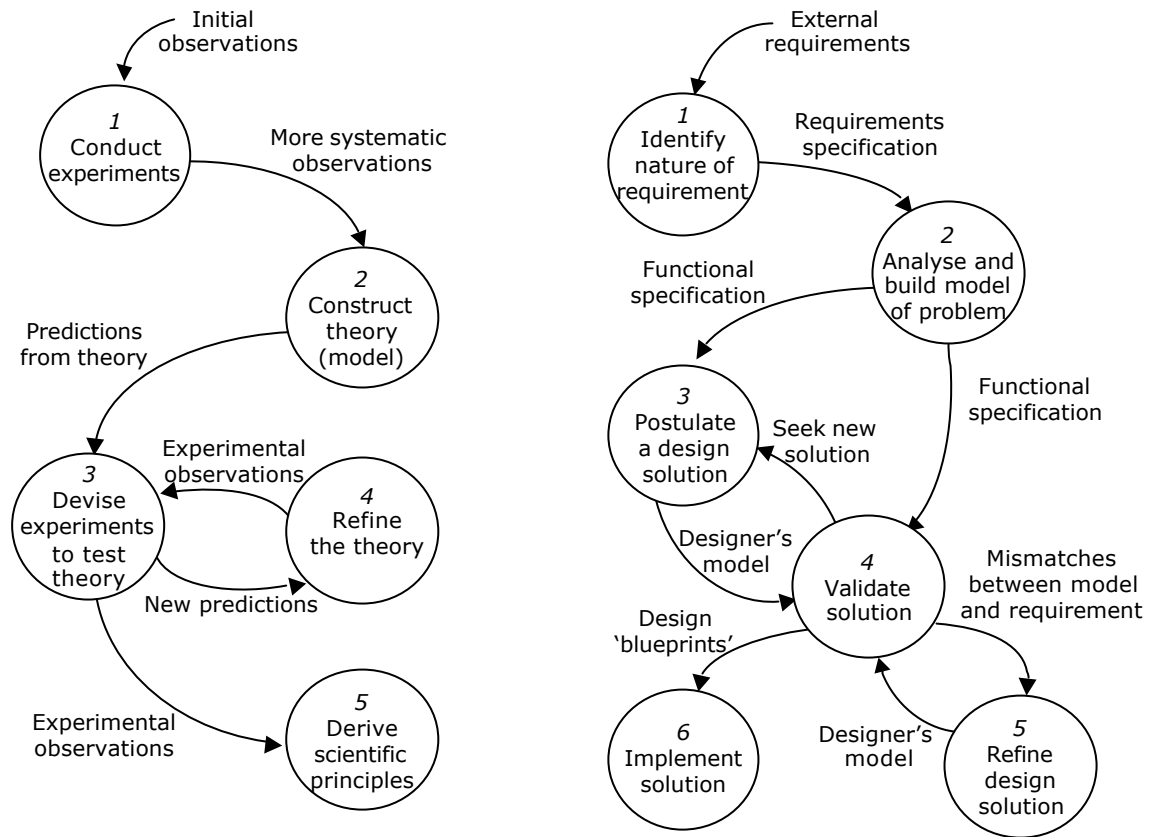 Initial
observations
1
Conduct
experiments
More systematic
observations
2
Construct
theory
(model)
Predictions
from theory
Experimental
observations
3
Devise
experiments
to test
theory
4
Refine
the theory
New predictions
Experimental
observations
5
Derive
scientific
principles
External
requirements
1
Identify
nature of
requirement
Requirements
specification
2
Analyse and
build model
of problem
Functional
specification
Functional
specification
3
Postulate
a design
solution
Seek new
solution
Designer's
model
4
Validate
solution
Mismatches
between model
and requirement
Design
‘blueprints’
6
Implement
solution
Designer's
model
5
Refine
design
solution